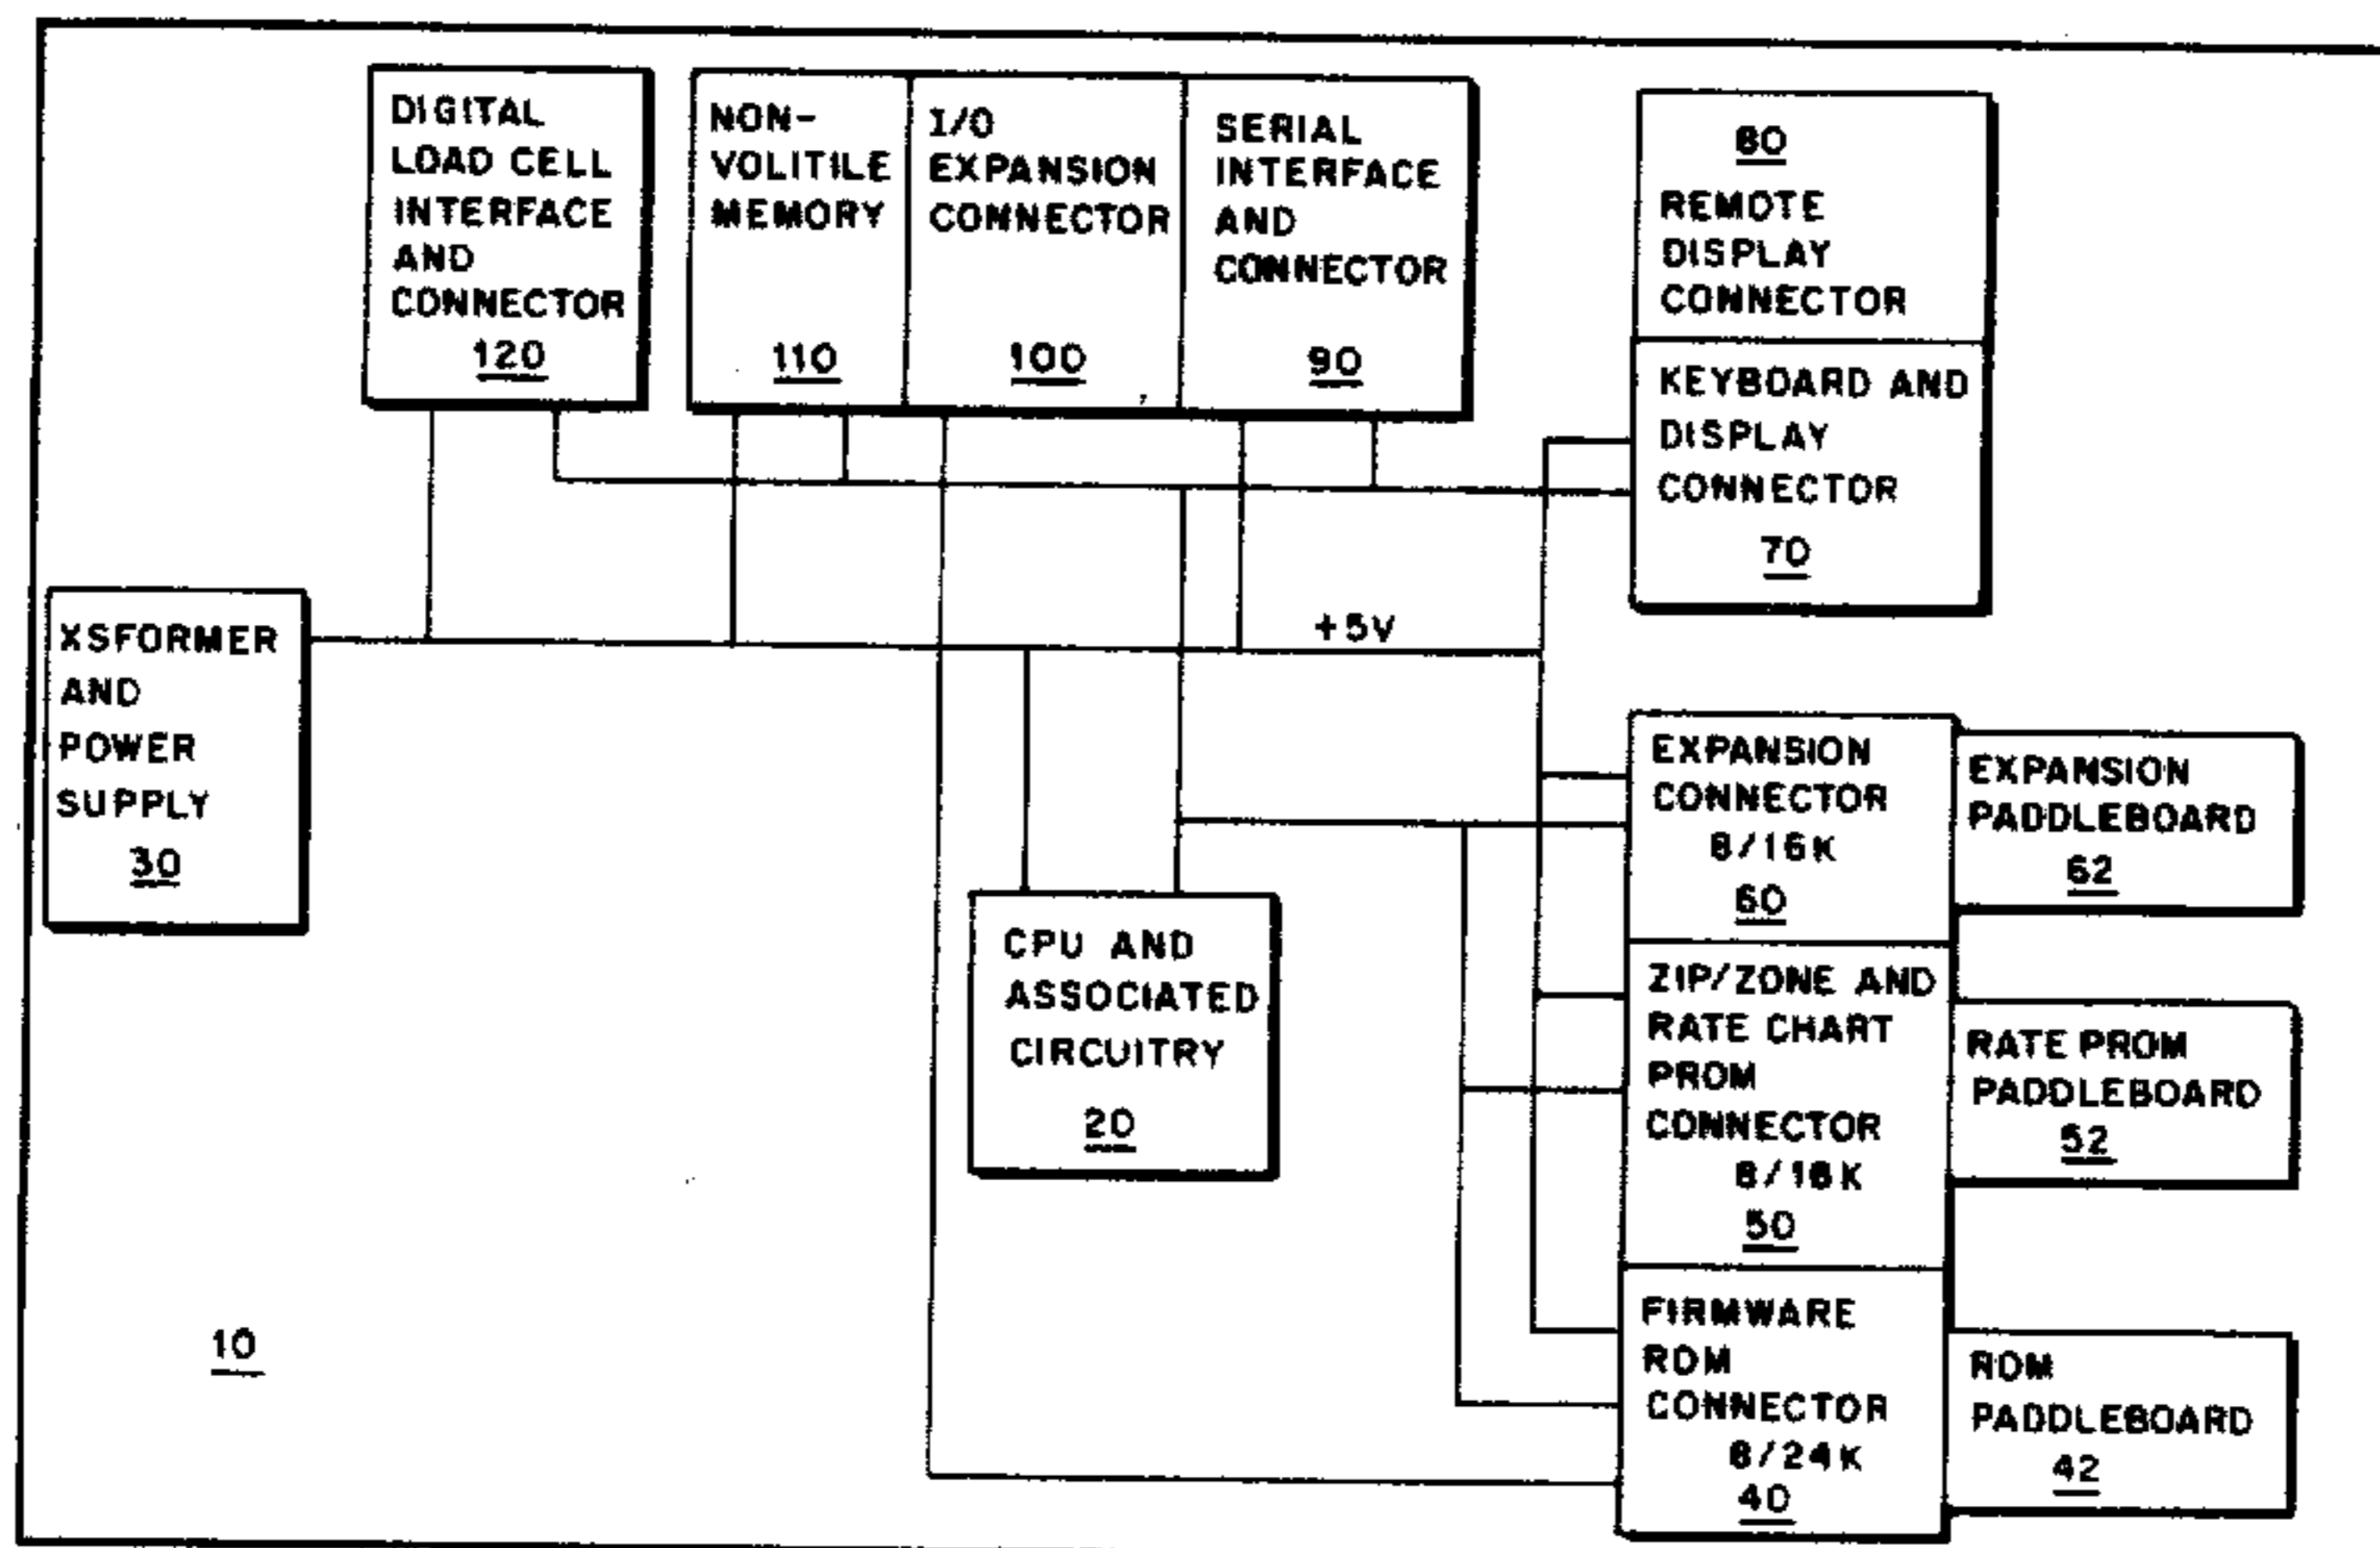 DIGITAL
LOAD CELL
INTERFACE
AND
CONNECTOR
120
NON-
VOLITILE
MEMORY
110
I/O
EXPANSION
CONNECTOR
100
SERIAL
INTERFACE
AND
CONNECTOR
90
80
REMOTE
DISPLAY
CONNECTOR
KEYBOARD AND
DISPLAY
CONNECTOR
70
XSFORMER
AND
POWER
SUPPLY
30
+5V
CPU AND
ASSOCIATED
CIRCUITRY
20
EXPANSION
CONNECTOR
8/16K
60
EXPANSION
PADDLEBOARD
62
ZIP/ZONE AND
RATE CHART
PROM
CONNECTOR
8/16K
50
RATE PROM
PADDLEBOARD
52
FIRMWARE
ROM
CONNECTOR
8/24K
40
ROM
PADDLEBOARD
42
10